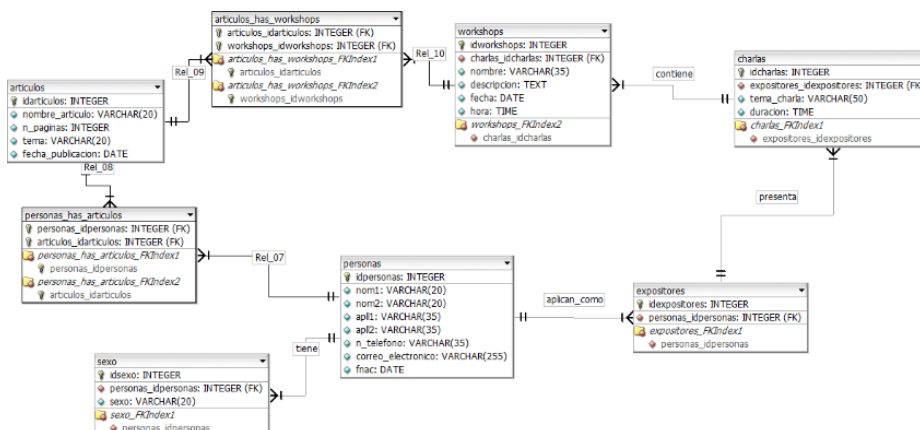 articulos_has_workshops
articulos_idarticulos: INTEGER (FK)
workshops_idworkshops: INTEGER (FK)
articulos_has_workshops_FKIndex1
articulos_idarticulos
articulos_has_workshops_FKIndex2
workshops_idworkshops
Rel_09
Rel_10
workshops
idworkshops: INTEGER
charlas_idcharlas: INTEGER (FK)
nombre: VARCHAR(35)
descripcion: TEXT
fecha: DATE
hora: TIME
workshops_FKIndex2
charlas_idcharlas
contiene
charlas
idcharlas: INTEGER
expositores_idexpositores: INTEGER (FK
tema_charla: VARCHAR(50)
duracion: TIME
charlas_FKIndex1
expositores_idexpositores
articulos
idarticulos: INTEGER
nombre_articulo: VARCHAR(20)
n_paginas: INTEGER
tema: VARCHAR(20)
fecha_publicacion: DATE
Rel_08
presenta
personas_has_articulos
personas_idpersonas: INTEGER (FK)
articulos_idarticulos: INTEGER (FK)
personas_has_articulos_FKIndex1
personas_idpersonas
personas_has_articulos_FKIndex2
articulos_idarticulos
Rel_07
personas
idpersonas: INTEGER
nom1: VARCHAR(20)
nom2: VARCHAR(20)
apll1: VARCHAR(35)
apll2: VARCHAR(35)
n_telefono: VARCHAR(35)
correo_electronico: VARCHAR(255)
fnac: DATE
aplican_como
expositores
idexpositores: INTEGER
personas_idpersonas: INTEGER (FK)
expositores_FKIndex1
personas_idpersonas
tiene
sexo
idsexo: INTEGER
personas_idpersonas: INTEGER (FK)
sexo: VARCHAR(20)
sexo_FKIndex1
personas_idpersonas